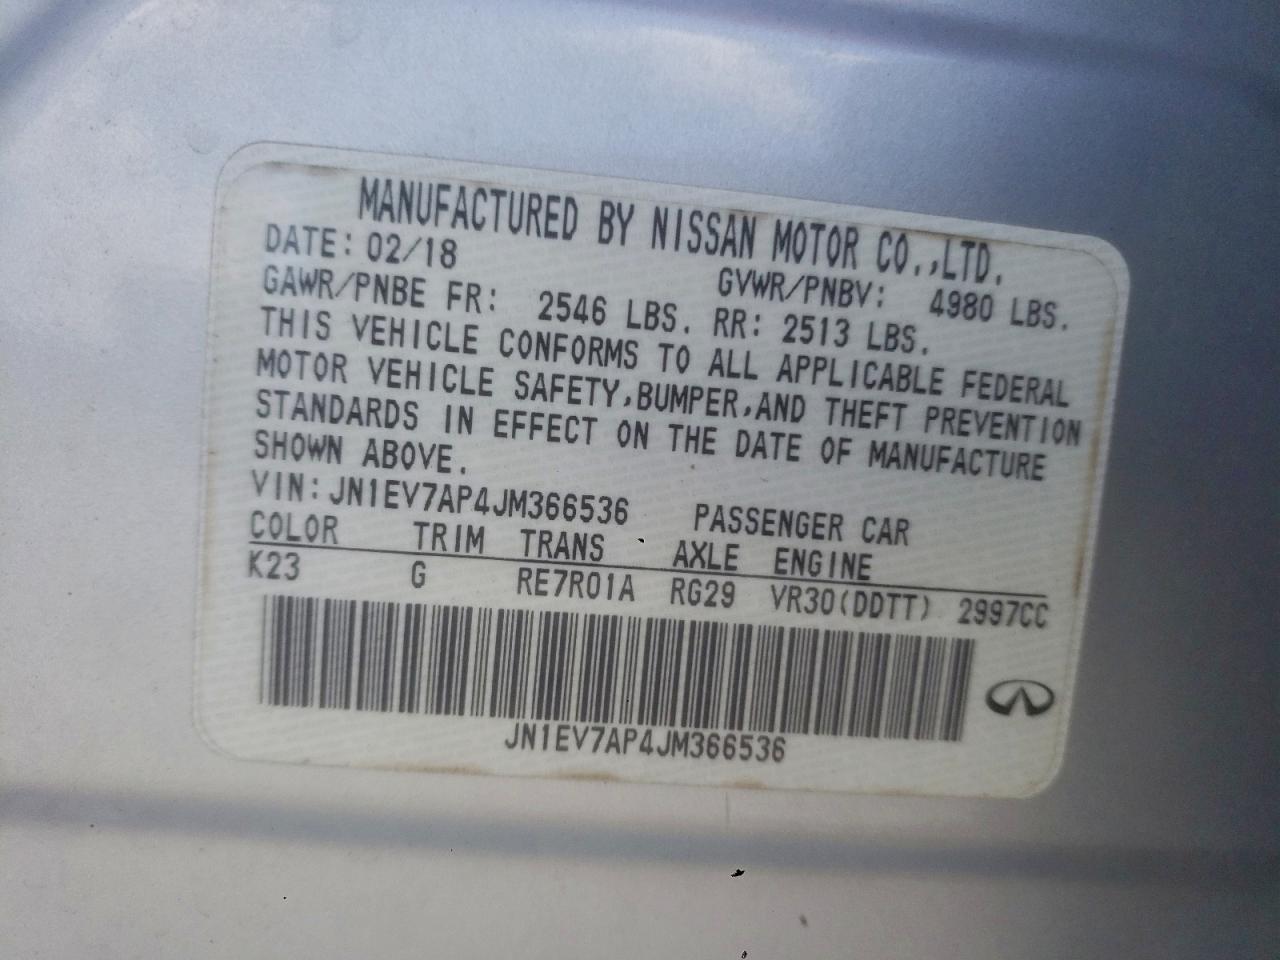 MANUFACTURED BY NISSAN MOTOR CO.,LTD.
DATE: 02/18 GVWR/PNBV: 4980 LBS.
GAWR/PNBE FR: 2546 LBS. RR: 2513 LBS.
THIS VEHICLE CONFORMS TO ALL APPLICABLE FEDERAL
MOTOR VEHICLE SAFETY,BUMPER,AND THEFT PREVENTION
STANDARDS IN EFFECT ON THE DATE OF MANUFACTURE
SHOWN ABOVE.
VIN: JN1EV7AP4JM366536 PASSENGER CAR
COLOR TRIM TRANS AXLE ENGINE
K23 G RE7R01A RG29 VR30(DDTT) 2997CC
JN1EV7AP4JM366536